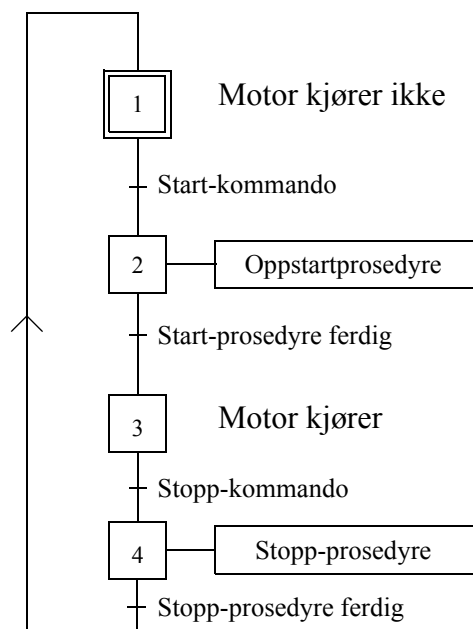 1 Motor kjører ikke
Start-kommando
2 Oppstartprosedyre
Start-prosedyre ferdig
3 Motor kjører
Stopp-kommando
4 Stopp-prosedyre
Stopp-prosedyre ferdig